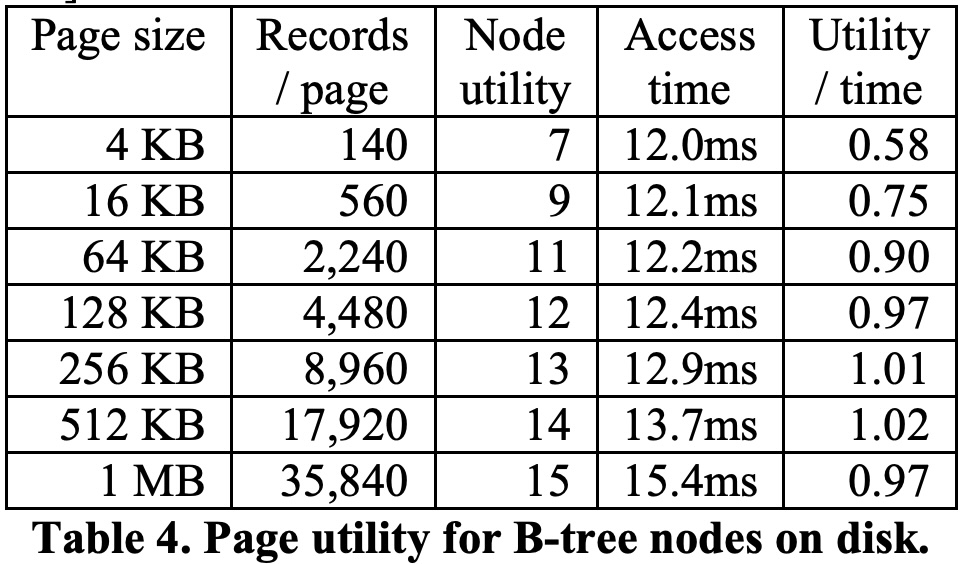 Page size Records / page Node utility Access time Utility / time
4 KB 140 7 12.0ms 0.58
16 KB 560 9 12.1ms 0.75
64 KB 2,240 11 12.2ms 0.90
128 KB 4,480 12 12.4ms 0.97
256 KB 8,960 13 12.9ms 1.01
512 KB 17,920 14 13.7ms 1.02
1 MB 35,840 15 15.4ms 0.97
Table 4. Page utility for B-tree nodes on disk.